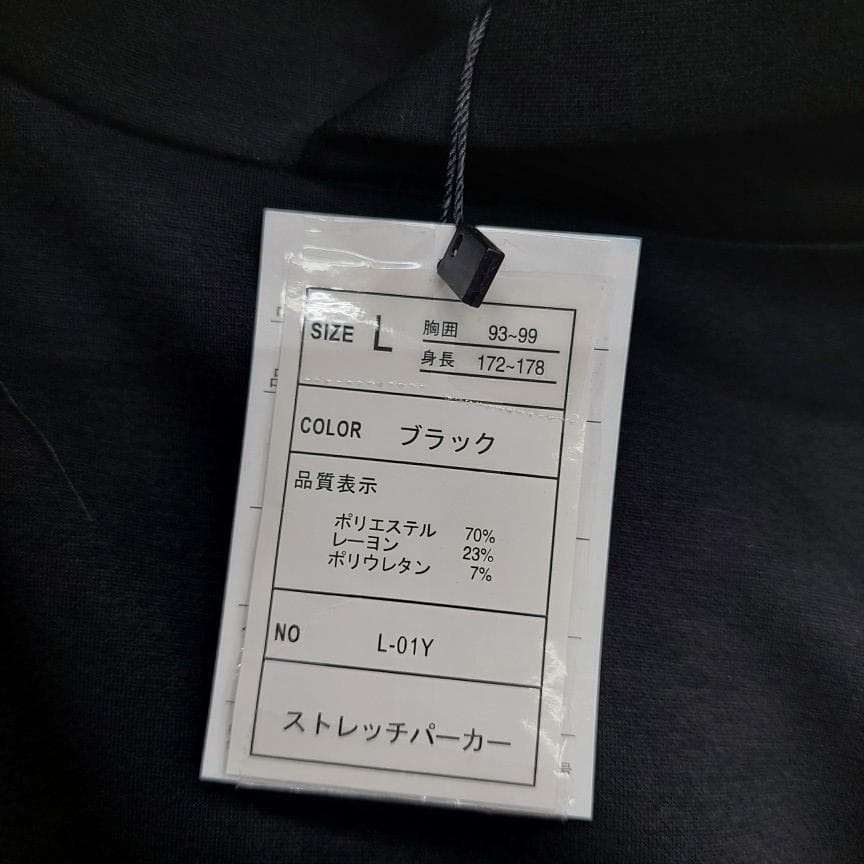 SIZE L 胸囲 93~99
身長 172~178
COLOR ブラック
品質表示
ポリエステル 70%
レーヨン 23%
ポリウレタン 7%
NO L-01Y
ストレッチパーカー